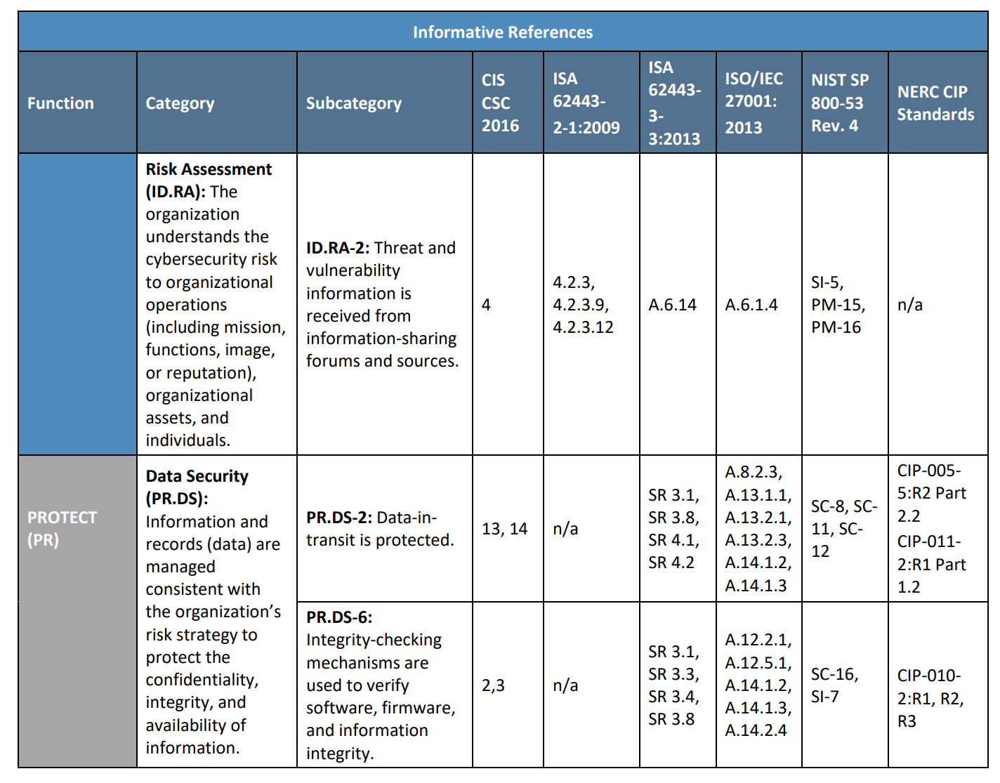 Informative References
Function
Category
Subcategory
CIS
CSC
2016
ISA
62443-
2-1:2009
ISA
62443-
3-
3:2013
ISO/IEC
27001:
2013
NIST SP
800-53
Rev. 4
NERC CIP
Standards
Risk Assessment
(ID.RA): The
organization
understands the
cybersecurity risk
to organizational
operations
(including mission,
functions, image,
or reputation),
organizational
assets, and
individuals.
ID.RA-2: Threat and
vulnerability
information is
received from
information-sharing
forums and sources.
4
4.2.3,
4.2.3.9,
4.2.3.12
A.6.14
A.6.1.4
SI-5,
PM-15,
PM-16
n/a
PROTECT
(PR)
Data Security
(PR.DS):
Information and
records (data) are
managed
consistent with
the organization’s
risk strategy to
protect the
confidentiality,
integrity, and
availability of
information.
PR.DS-2: Data-in-
transit is protected.
13, 14
n/a
SR 3.1,
SR 3.8,
SR 4.1,
SR 4.2
A.8.2.3,
A.13.1.1,
A.13.2.1,
A.13.2.3,
A.14.1.2,
A.14.1.3
SC-8, SC-
11, SC-
12
CIP-005-
5:R2 Part
2.2
CIP-011-
2:R1 Part
1.2
PR.DS-6:
Integrity-checking
mechanisms are
used to verify
software, firmware,
and information
integrity.
2,3
n/a
SR 3.1,
SR 3.3,
SR 3.4,
SR 3.8
A.12.2.1,
A.12.5.1,
A.14.1.2,
A.14.1.3,
A.14.2.4
SC-16,
SI-7
CIP-010-
2:R1, R2,
R3